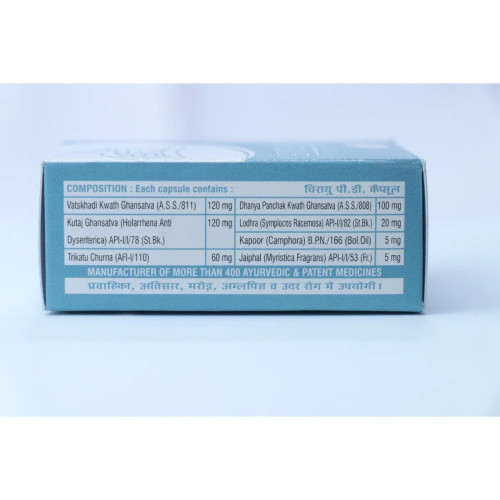 COMPOSITION : Each capsule contains : चिरायु पी.डी. कैप्सूल
Vatskhadi Kwath Ghansatva (A.S.S./811) 120 mg
Kutaj Ghansatva (Holarrhena Anti 120 mg
Dysenterica) API-I/I/78 (St.Bk.)
Trikatu Churna (AFI-I/110) 60 mg
Dhanya Panchak Kwath Ghansatva (A.S.S./808) 100 mg
Lodhra (Symplocos Racemosa) API-I/I/82 (St.Bk.) 20 mg
Kapoor (Camphora) B.P.N./166 (Bol.Oil) 5 mg
Jaiphal (Myristica Fragrans) API-I/I/53 (Fr.) 5 mg
MANUFACTURER OF MORE THAN 400 AYURVEDIC & PATENT MEDICINES
प्रवाहिका, अतिसार, मरोड़, अम्लपित्त व उदर रोग में उपयोगी।